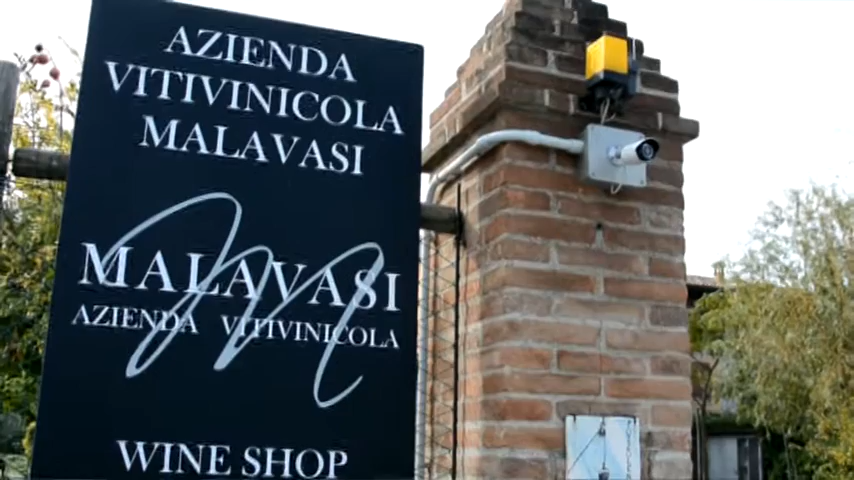 AZIENDA
VITIVINICOLA
MALAVASI
MALAVASI
AZIENDA VITIVINICOLA
WINE SHOP